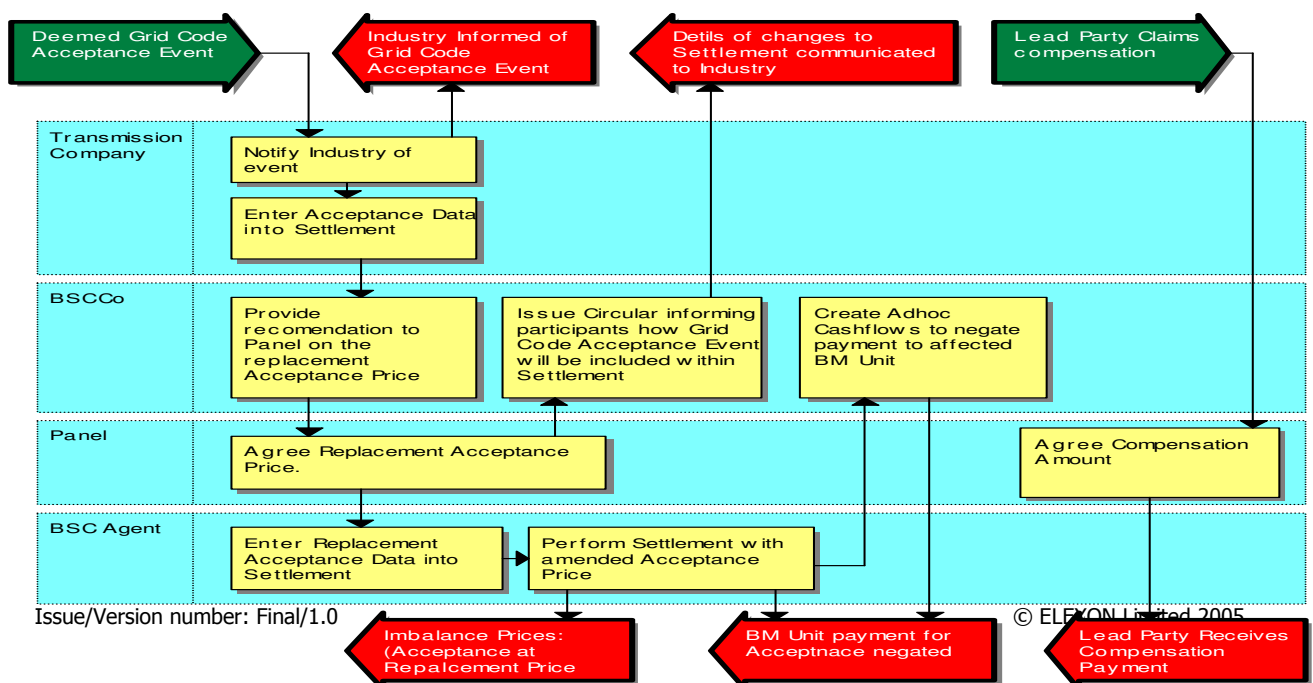 Deemed Grid Code
Acceptance Event
Industry Informed of
Grid Code
Acceptance Event
Detils of changes to
Settlement communicated
to Industry
Lead Party Claims
compensation
Transmission
Company
Notify Industry of
event
Enter Acceptance Data
into Settlement
BSCCo
Provide
recomendation to
Panel on the
replacement
Acceptance Price
Issue Circular informing
participants how Grid
Code Acceptance Event
will be included within
Settlement
Create Adhoc
Cashflows to negate
payment to affected
BM Unit
Panel
Agree Replacement Acceptance
Price.
Agree Compensation
Amount
BSC Agent
Enter Replacement
Acceptance Data into
Settlement
Perform Settlement with
amended Acceptance
Price
Issue/Version number: Final/1.0
© ELEXON Limited 2005
Imbalance Prices:
(Acceptance at
Repalcement Price
BM Unit payment for
Acceptnace negated
Lead Party Receives
Compensation
Payment